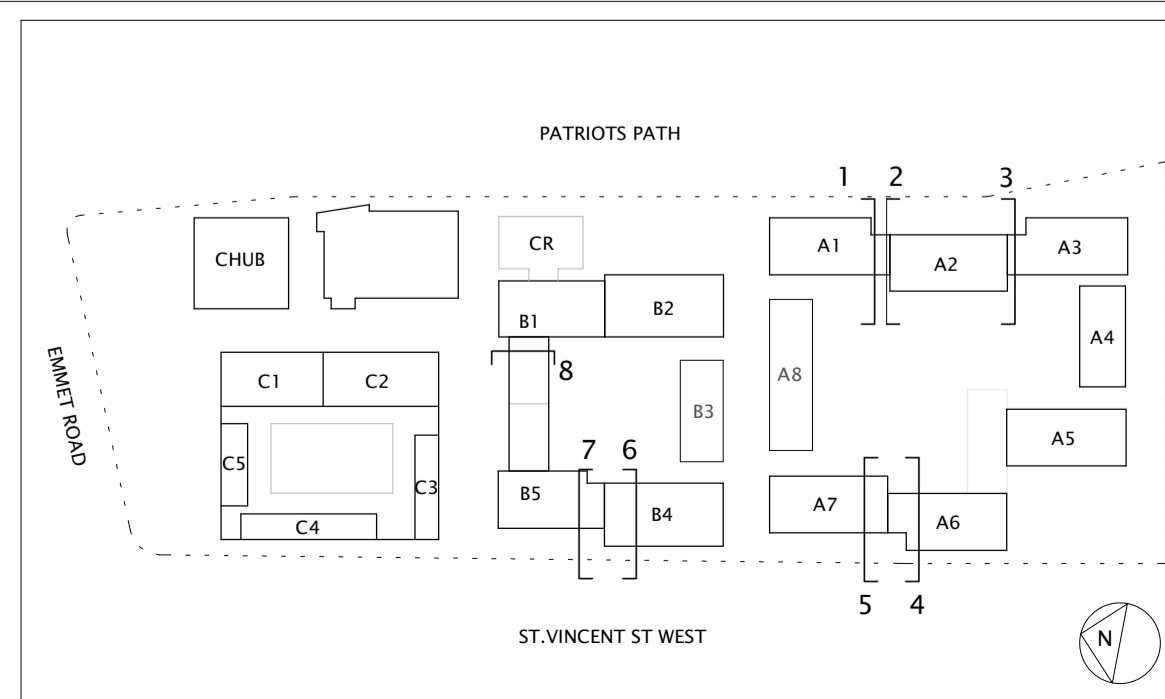 PATRIOTS PATH
1 2 3
CHUB
CR
A1
A2
A3
B1
B2
A4
8
A8
C1
C2
B3
EMMET ROAD
A5
7 6
C5
C3
B5
B4
A7
A6
C4
5 4
ST.VINCENT ST WEST
N